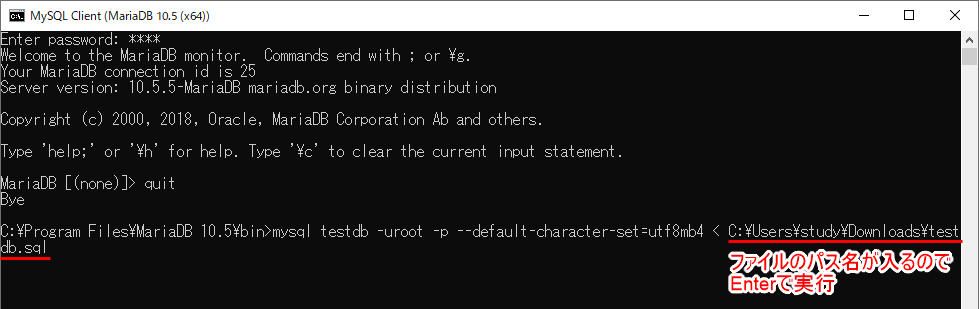 MySQL Client (MariaDB 10.5 (x64))
Enter password: ****
Welcome to the MariaDB monitor.  Commands end with ; or ¥g.
Your MariaDB connection id is 25
Server version: 10.5.5-MariaDB mariadb.org binary distribution
Copyright (c) 2000, 2018, Oracle, MariaDB Corporation Ab and others.
Type 'help;' or '¥h' for help. Type '¥c' to clear the current input statement.
MariaDB [(none)]> quit
Bye
C:¥Program Files¥MariaDB 10.5¥bin>mysql testdb -uroot -p --default-character-set=utf8mb4 < C:¥Users¥study¥Downloads¥test
db.sql
ファイルのパス名が入るので
Enterで実行